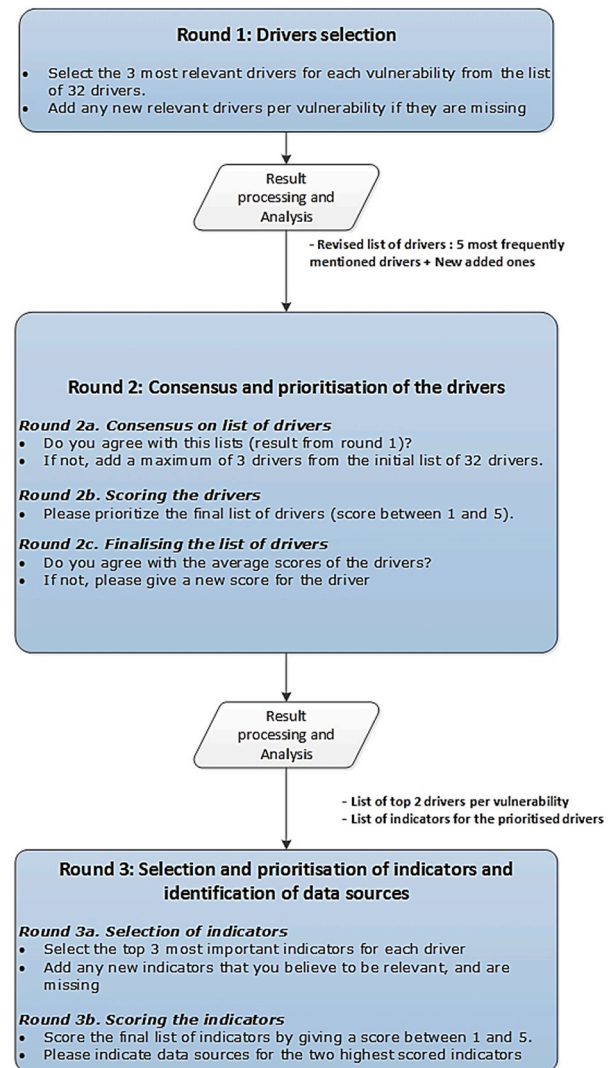 Round 1: Drivers selection
• Select the 3 most relevant drivers for each vulnerability from the list
of 32 drivers.
• Add any new relevant drivers per vulnerability if they are missing
Result
processing and
Analysis
- Revised list of drivers : 5 most frequently
mentioned drivers + New added ones
Round 2: Consensus and prioritisation of the drivers
Round 2a. Consensus on list of drivers
• Do you agree with this lists (result from round 1)?
• If not, add a maximum of 3 drivers from the initial list of 32 drivers.
Round 2b. Scoring the drivers
• Please prioritize the final list of drivers (score between 1 and 5).
Round 2c. Finalising the list of drivers
• Do you agree with the average scores of the drivers?
• If not, please give a new score for the driver
Result
processing and
Analysis
- List of top 2 drivers per vulnerability
- List of indicators for the prioritised drivers
Round 3: Selection and prioritisation of indicators and
identification of data sources
Round 3a. Selection of indicators
• Select the top 3 most important indicators for each driver
• Add any new indicators that you believe to be relevant, and are
missing
Round 3b. Scoring the indicators
• Score the final list of indicators by giving a score between 1 and 5.
• Please indicate data sources for the two highest scored indicators